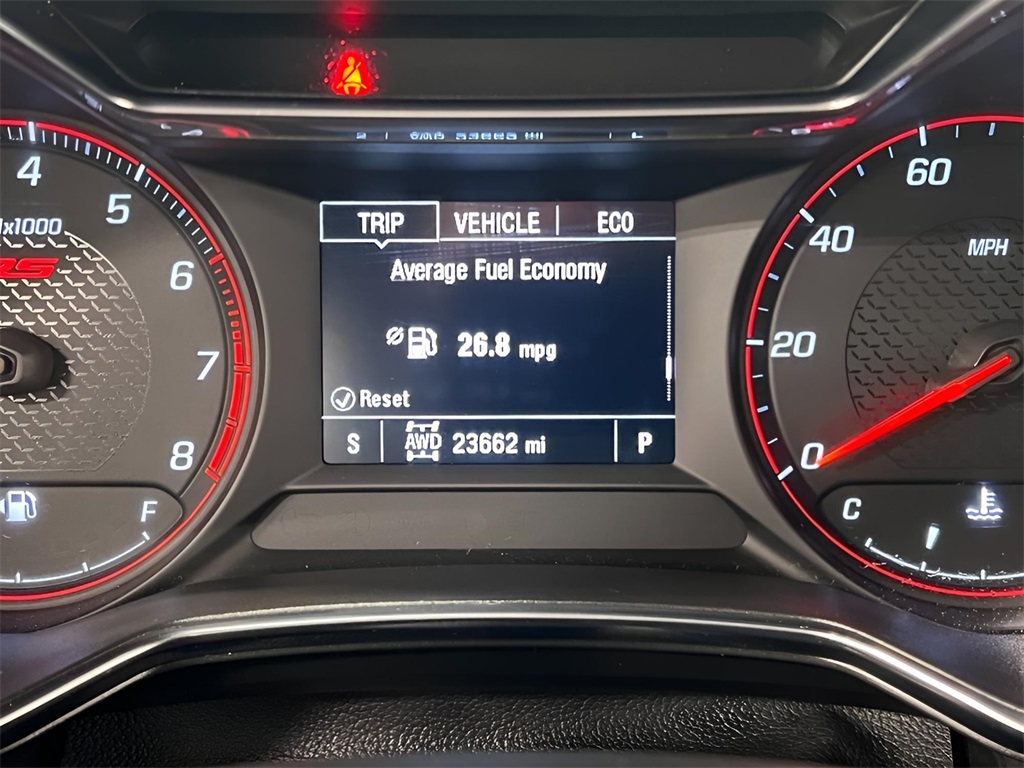 4
5
x1000
RS
6
7
8
F
TRIP VEHICLE ECO
Average Fuel Economy
26.8 mpg
Reset
S AWD 23662 mi P
60
40
MPH
20
0
C